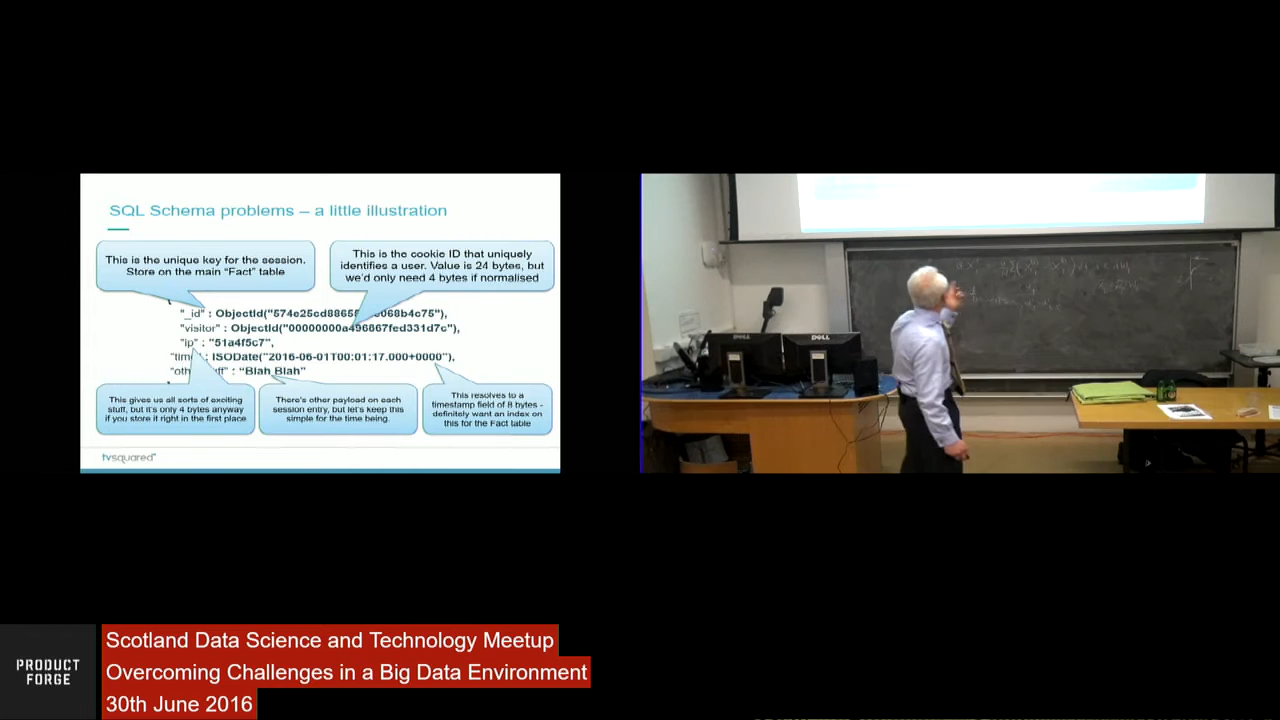 SQL Schema problems – a little illustration
This is the unique key for the session.
Store on the main "Fact" table
This is the cookie ID that uniquely
identifies a user. Value is 24 bytes, but
we'd only need 4 bytes if normalised
"_id" : ObjectId("574e25cd8865 068b4c75"),
"visitor" : ObjectId("00000000a496867fed331d7c"),
"ip" : "51a4f5c7",
ISODate("2016-06-01T00:01:17.000+0000"),
: "Blah Blah"
This gives us all sorts of exciting
stuff, but it's only 4 bytes anyway
if you store it right in the first place
There's other payload on each
session entry, but let's keep this
simple for the time being.
This resolves to a
timestamp field of 8 bytes -
definitely want an index on
this for the Fact table
tvsquared
DELL
DELL
PRODUCT
FORGE
Scotland Data Science and Technology Meetup
Overcoming Challenges in a Big Data Environment
30th June 2016